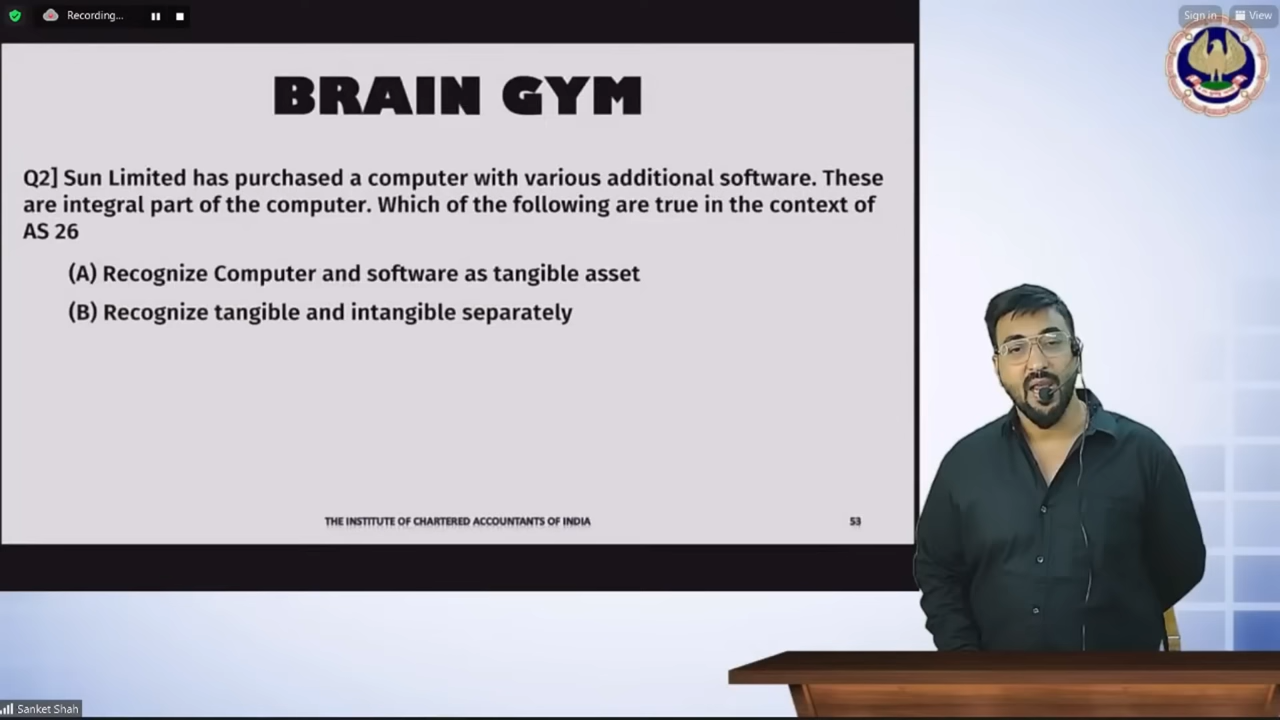 Recording...
Sign in
View
BRAIN GYM
Q2] Sun Limited has purchased a computer with various additional software. These
are integral part of the computer. Which of the following are true in the context of
AS 26
(A) Recognize Computer and software as tangible asset
(B) Recognize tangible and intangible separately
THE INSTITUTE OF CHARTERED ACCOUNTANTS OF INDIA
53
Sanket Shah